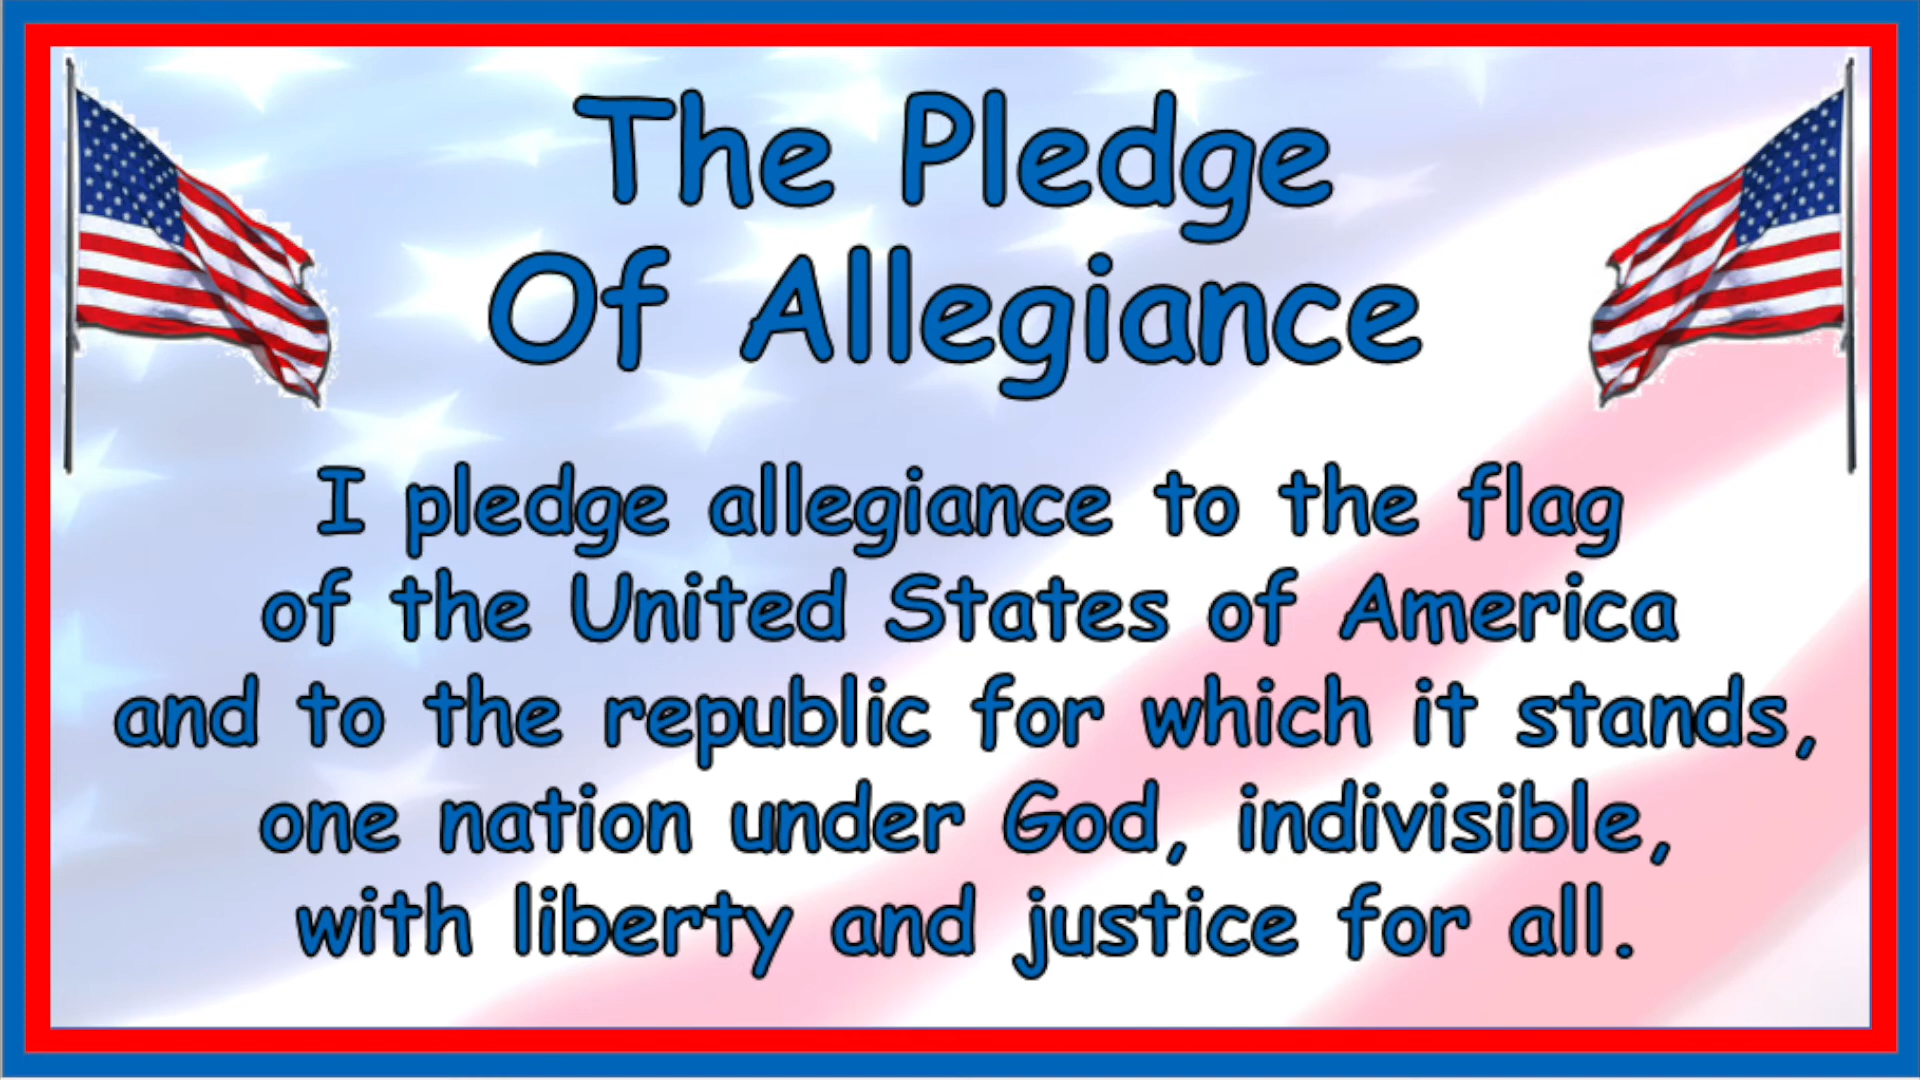 The Pledge
Of Allegiance
I pledge allegiance to the flag
of the United States of America
and to the republic for which it stands,
one nation under God, indivisible,
with liberty and justice for all.